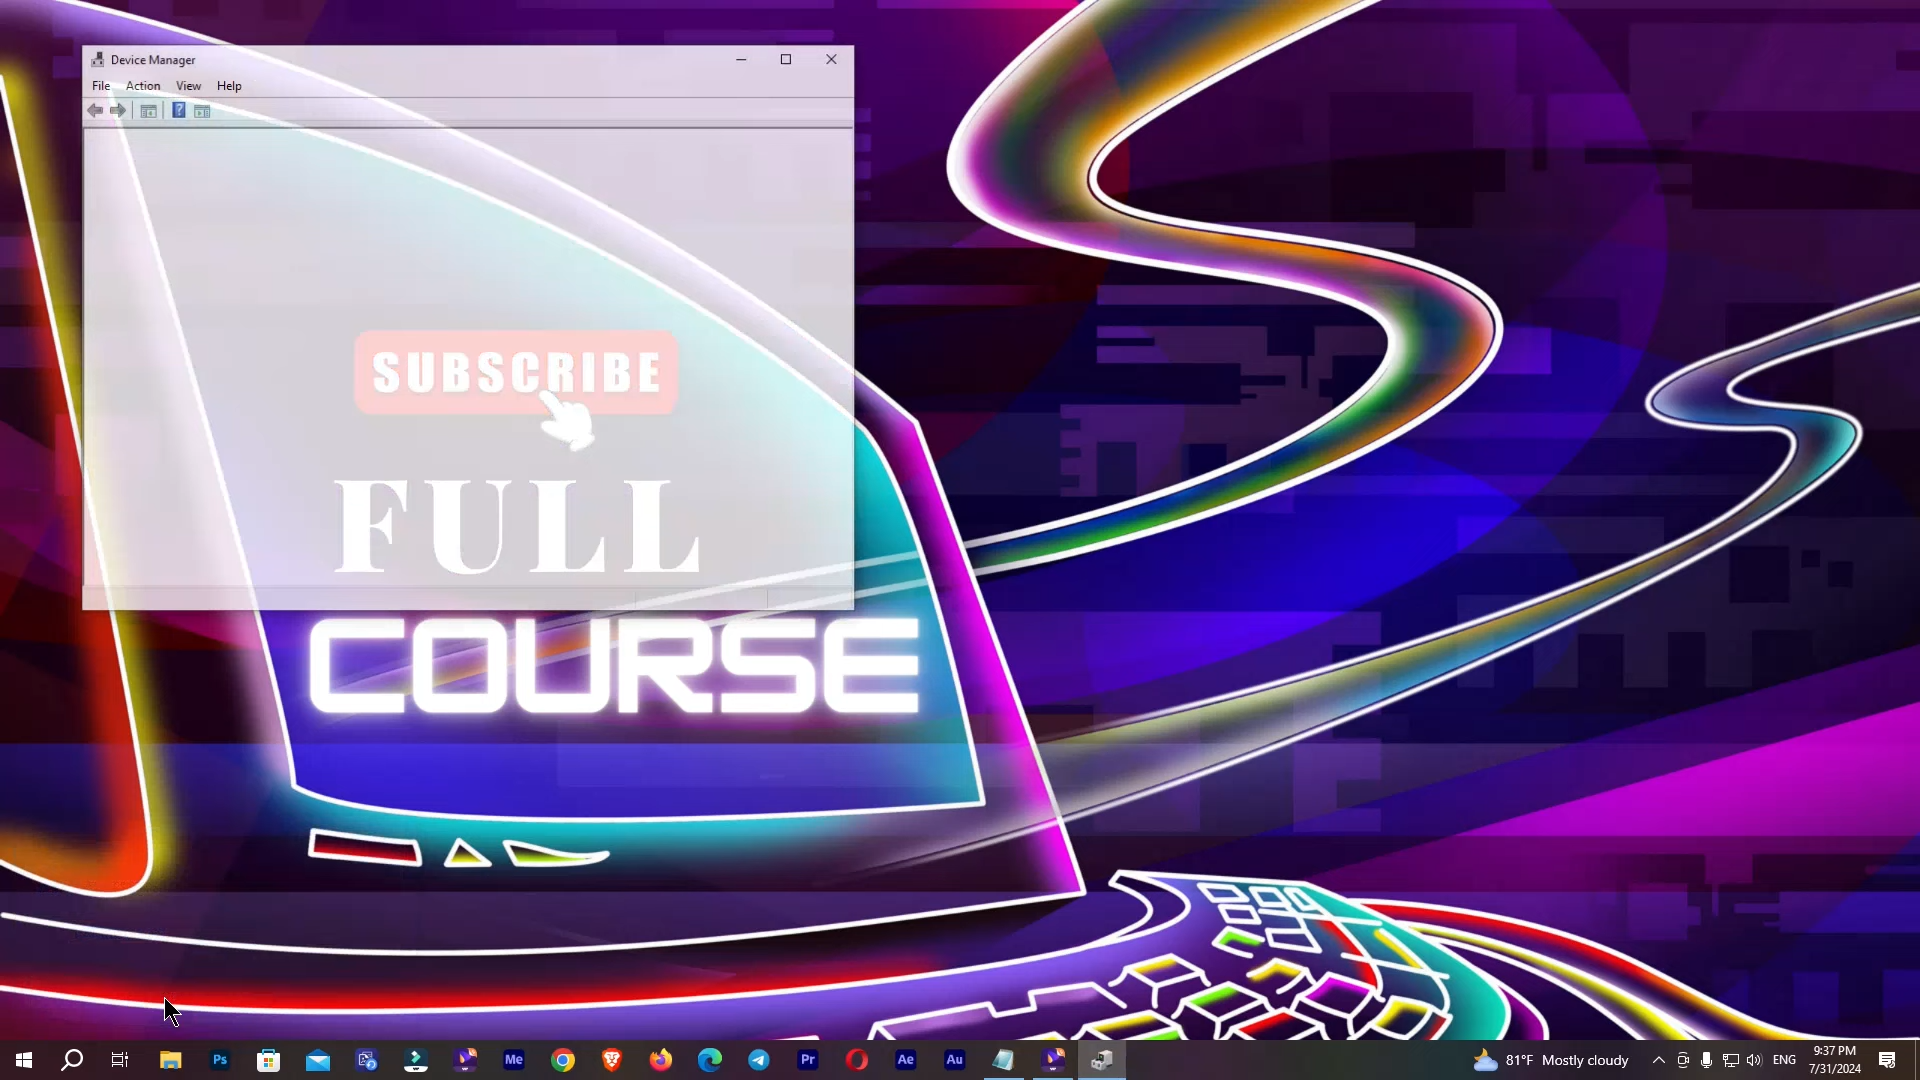 Device Manager
File Action View Help
?
SUBSCRIBE
FULL
COURSE
Ps
Me
Pr
Ae
Au
81°F Mostly cloudy
ENG
9:37 PM
7/31/2024